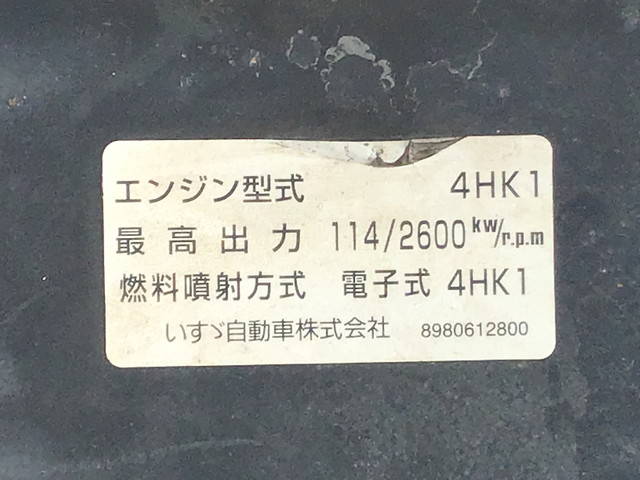 エンジン型式 4HK1
最高出力 114/2600 kw/r.p.m
燃料噴射方式 電子式 4HK1
いすゞ自動車株式会社 8980612800